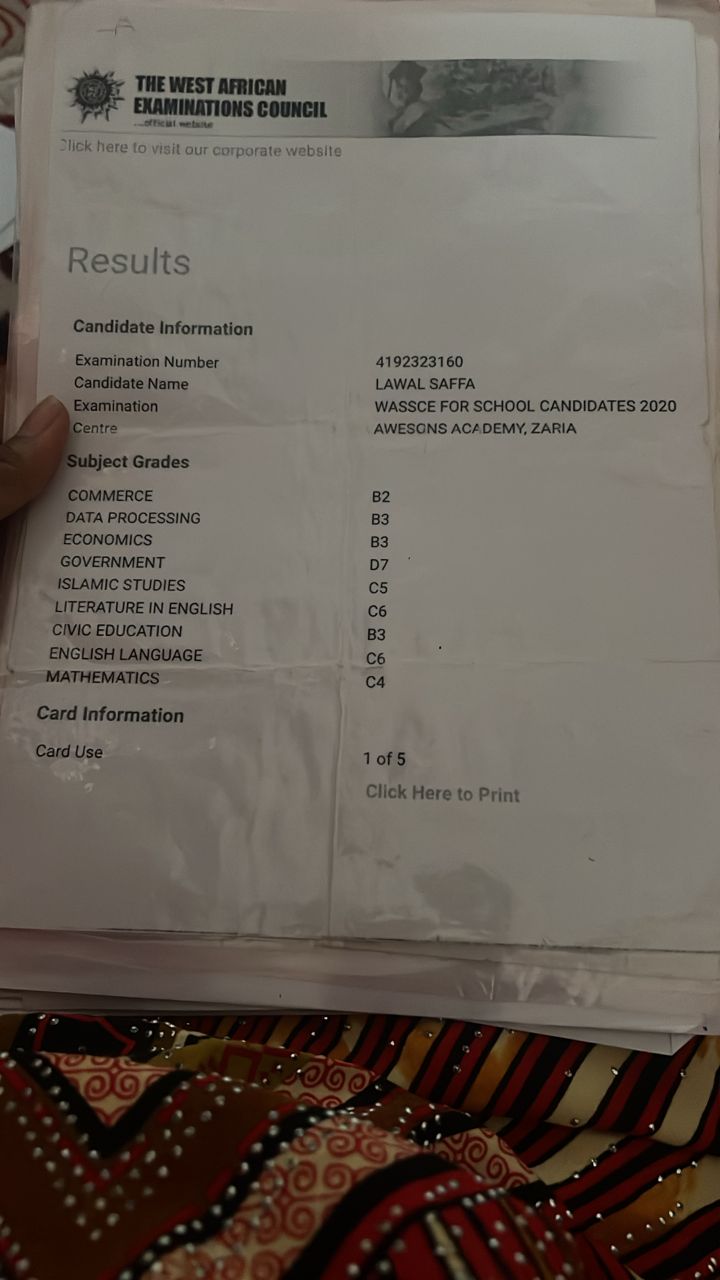 THE WEST AFRICAN
EXAMINATIONS COUNCIL
...official website
Click here to visit our corporate website
Results
Candidate Information
Examination Number 4192323160
Candidate Name LAWAL SAFFA
Examination WASSCE FOR SCHOOL CANDIDATES 2020
Centre AWESONS ACADEMY, ZARIA
Subject Grades
COMMERCE B2
DATA PROCESSING B3
ECONOMICS B3
GOVERNMENT D7
ISLAMIC STUDIES C5
LITERATURE IN ENGLISH C6
CIVIC EDUCATION B3
ENGLISH LANGUAGE C6
MATHEMATICS C4
Card Information
Card Use 1 of 5
Click Here to Print